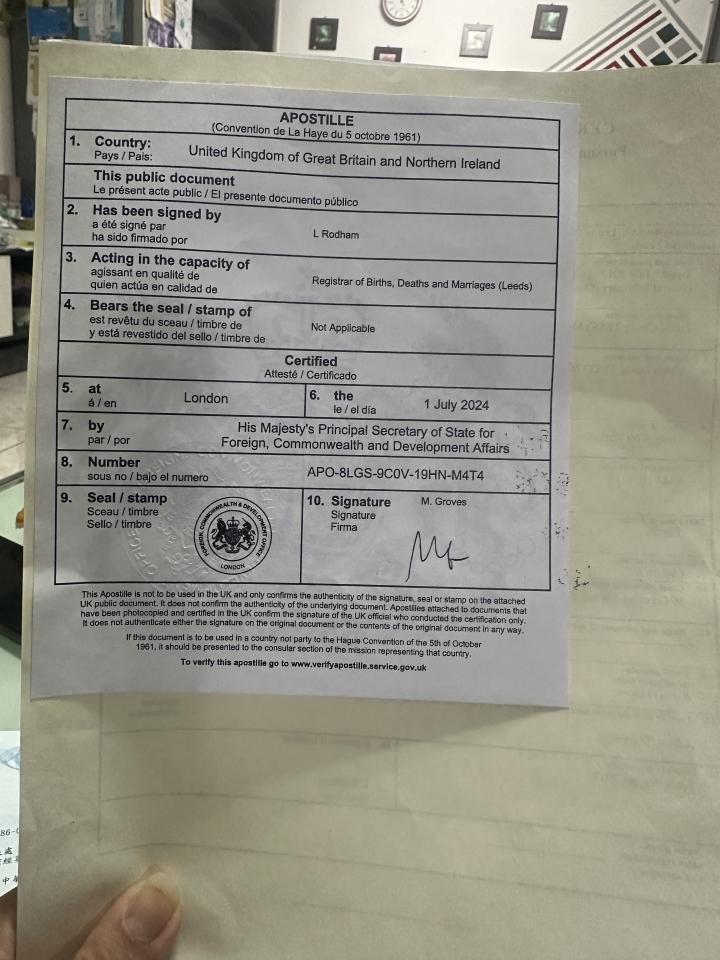 APOSTILLE
(Convention de La Haye du 5 octobre 1961)
1. Country:
Pays / Pais:
United Kingdom of Great Britain and Northern Ireland
This public document
Le présent acte public / El presente documento público
2. Has been signed by
a été signé par
ha sido firmado por
L Rodham
3. Acting in the capacity of
agissant en qualité de
quien actúa en calidad de
Registrar of Births, Deaths and Marriages (Leeds)
4. Bears the seal / stamp of
est revêtu du sceau / timbre de
y está revestido del sello / timbre de
Not Applicable
Certified
Attesté / Certificado
5. at
á / en
London
6. the
le / el día
1 July 2024
7. by
par / por
His Majesty's Principal Secretary of State for
Foreign, Commonwealth and Development Affairs
8. Number
sous no / bajo el numero
APO-8LGS-9C0V-19HN-M4T4
9. Seal / stamp
Sceau / timbre
Sello / timbre
FOREIGN, COMMONWEALTH & DEVELOPMENT OFFICE
LONDON
10. Signature
Signature
Firma
M. Groves
This Apostille is not to be used in the UK and only confirms the authenticity of the signature, seal or stamp on the attached
UK public document. It does not confirm the authenticity of the underlying document. Apostilles attached to documents that
have been photocopied and certified in the UK confirm the signature of the UK official who conducted the certification only.
It does not authenticate either the signature on the original document or the contents of the original document in any way.
If this document is to be used in a country not party to the Hague Convention of the 5th of October
1961, it should be presented to the consular section of the mission representing that country.
To verify this apostille go to www.verifyapostille.service.gov.uk